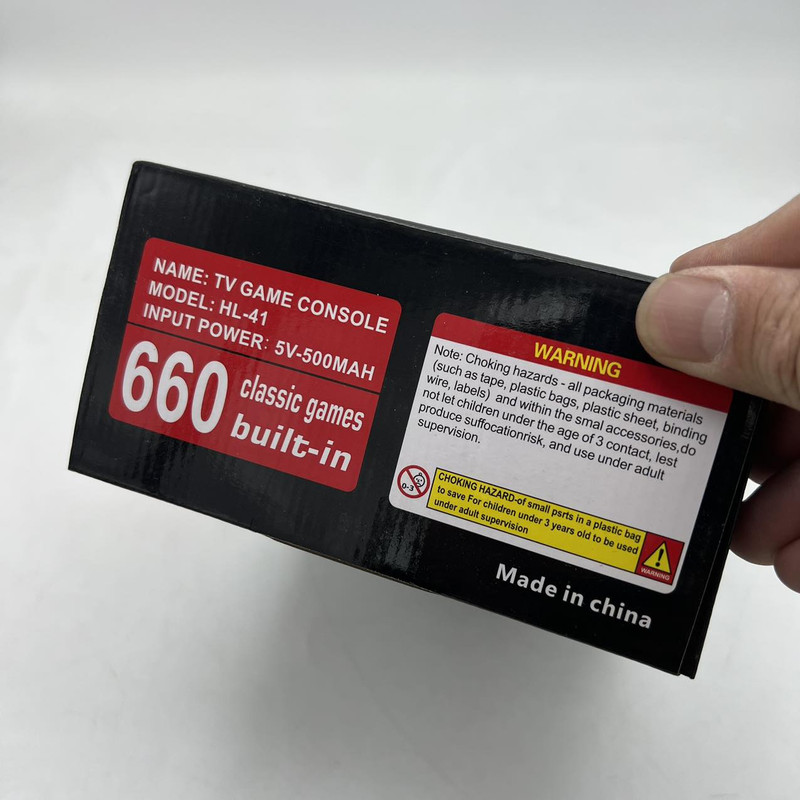 NAME: TV GAME CONSOLE
MODEL: HL-41
INPUT POWER: 5V-500MAH
660 classic games
built-in
WARNING
Note: Choking hazards - all packaging materials
(such as tape, plastic bags, plastic sheet, binding
wire, labels) and within the smal accessories,do
not let children under the age of 3 contact, lest
produce suffocationrisk, and use under adult
supervision.
0-3
CHOKING HAZARD-of small psrts in a plastic bag
to save For children under 3 years old to be used
under adult supervision
WARNING
Made in china